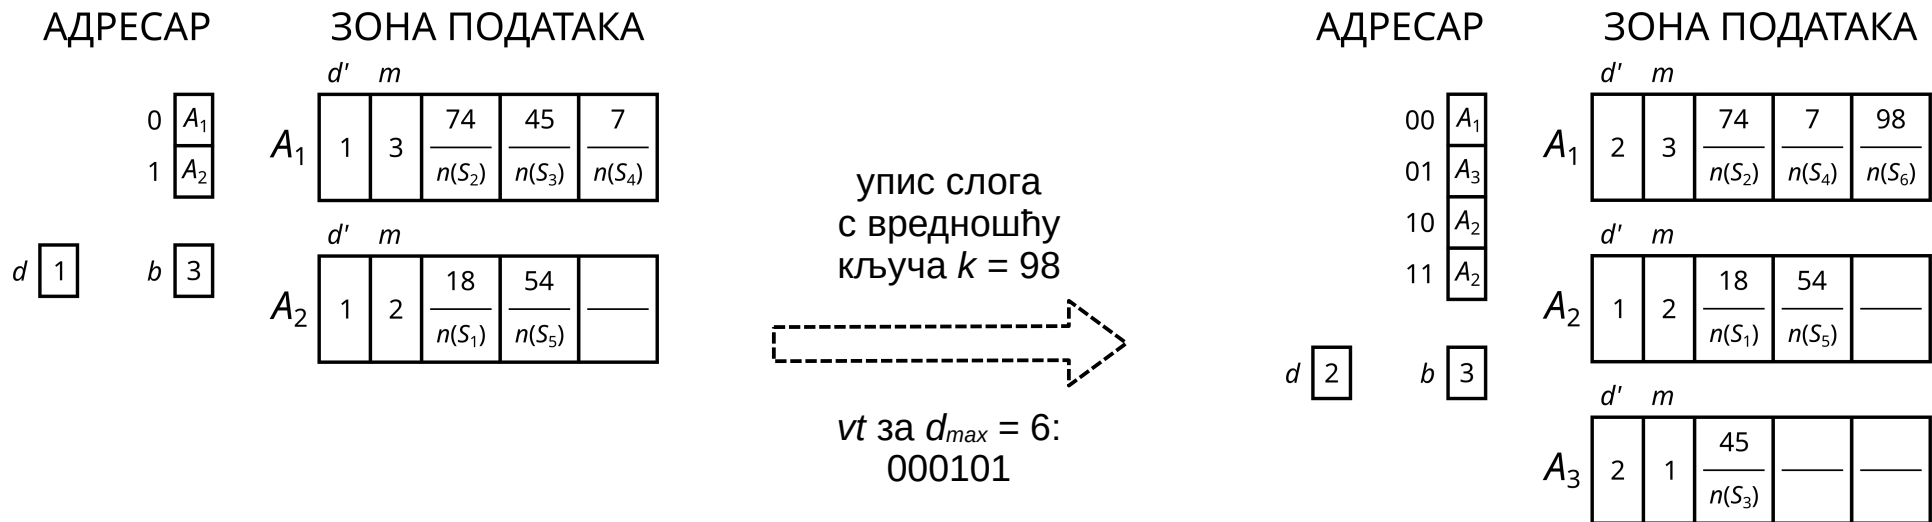 АДРЕСАР ЗОНА ПОДАТАКА
d' m
0 A₁
1 A₂
A₁ 1 3 74 n(S₂) 45 n(S₃) 7 n(S₄)
d' m
d 1 b 3
A₂ 1 2 18 n(S₁) 54 n(S₅)
упис слога
с вредношћу
кључа k = 98
vt за dmax = 6:
000101
АДРЕСАР ЗОНА ПОДАТАКА
d' m
00 A₁
01 A₃
10 A₂
11 A₂
A₁ 2 3 74 n(S₂) 7 n(S₄) 98 n(S₆)
d' m
A₂ 1 2 18 n(S₁) 54 n(S₅)
d 2 b 3
d' m
A₃ 2 1 45 n(S₃)